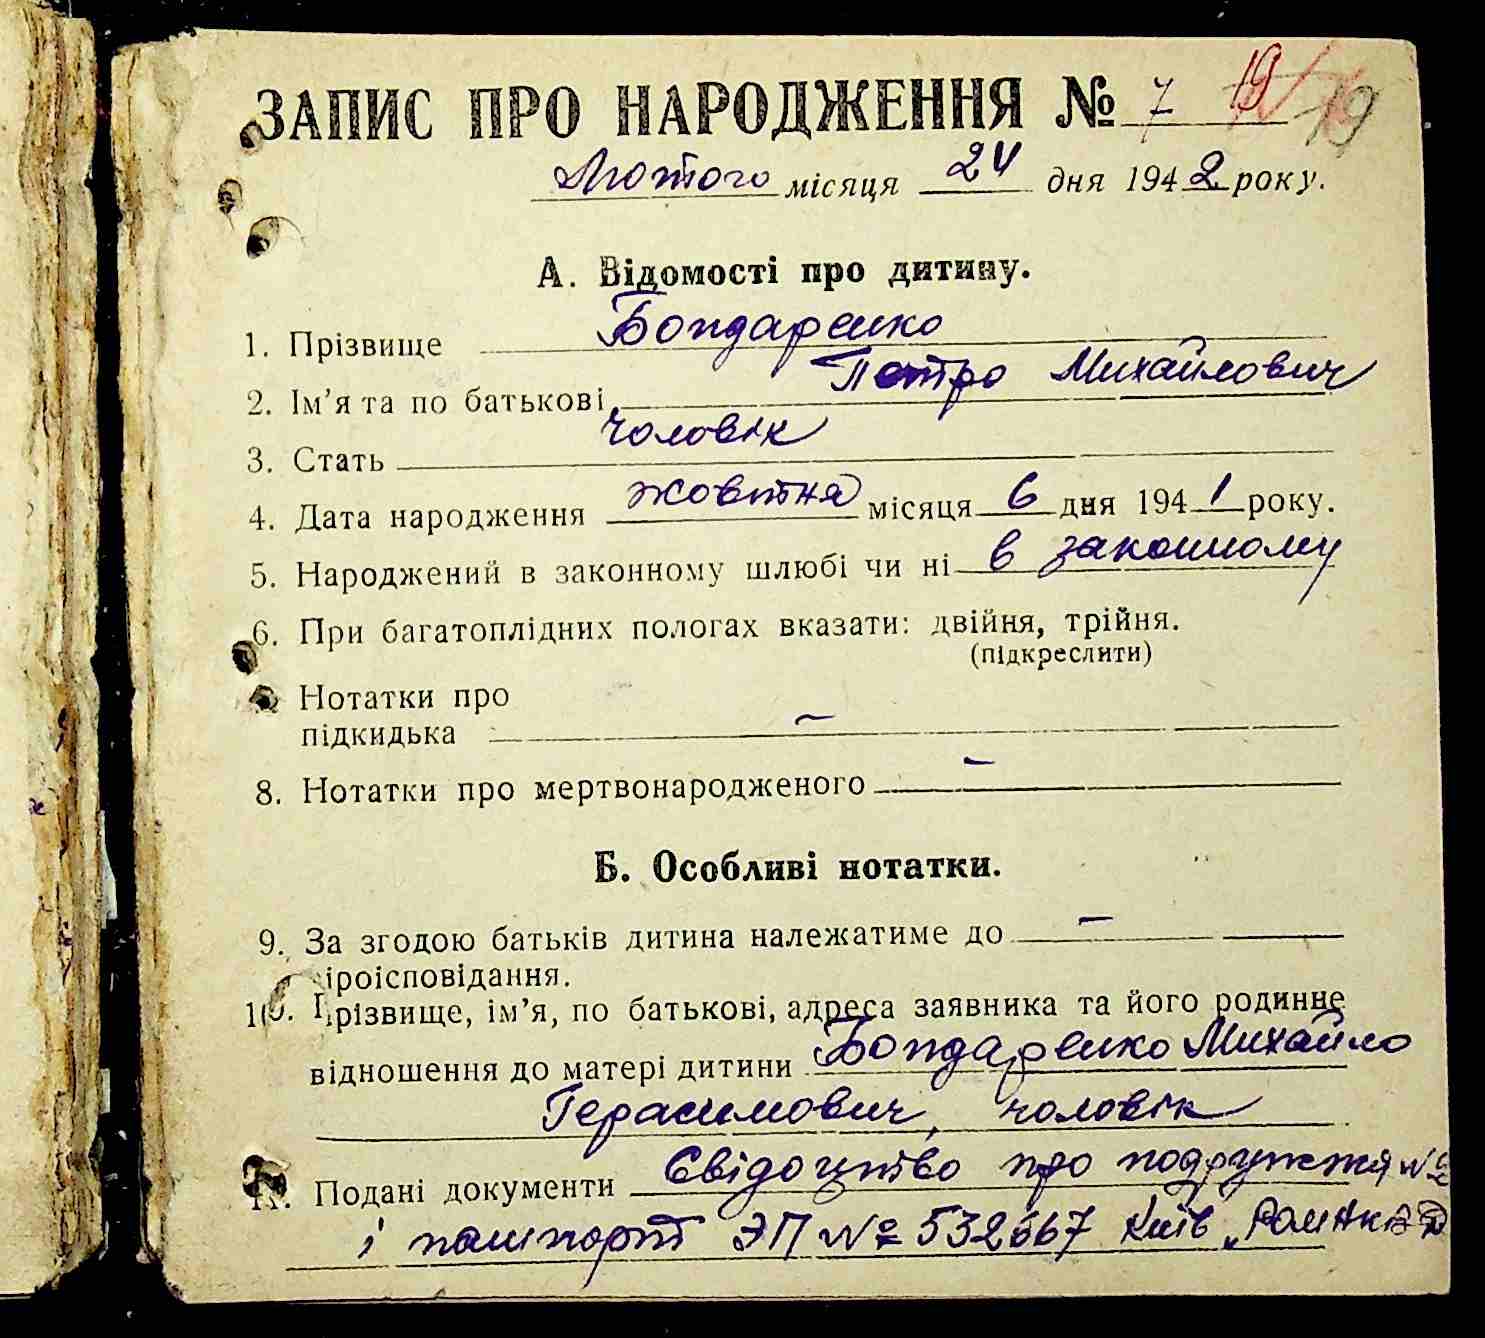 ЗАПИС ПРО НАРОДЖЕННЯ № 7 19 19
Лютого місяця 24 дня 1942 року.
А. Відомості про дитину.
1. Прізвище Бондаренко
2. Ім'я та по батькові Петро Михайлович
3. Стать чоловік
4. Дата народження жовтня місяця 6 дня 1941 року.
5. Народжений в законному шлюбі чи ні в законному
6. При багатоплідних пологах вказати: двійня, трійня.
(підкреслити)
Нотатки про
підкидька –
8. Нотатки про мертвонародженого –
Б. Особливі нотатки.
9. За згодою батьків дитина належатиме до –
іроісповідання.
10. Прізвище, ім'я, по батькові, адреса заявника та його родинне
відношення до матері дитини Бондаренко Михайло
Герасимович, чоловік
11. Подані документи Свідоцтво про подружжя №
і пашпорт ЭП № 532667 Київ